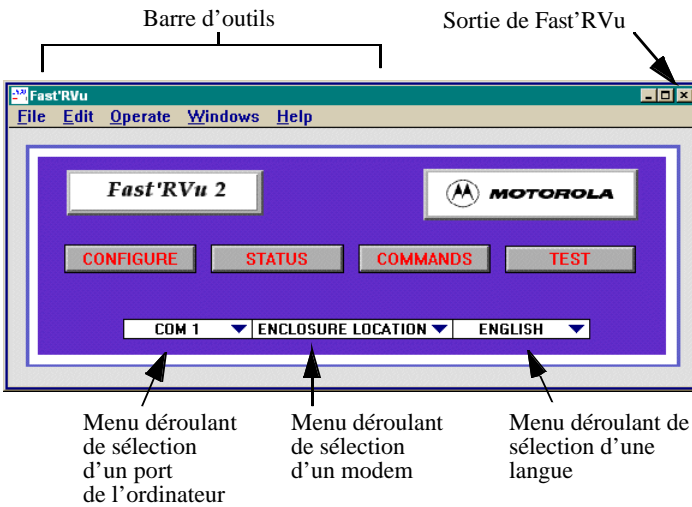 Barre d’outils
Sortie de Fast’RVu
Fast'RVu
File Edit Operate Windows Help
Fast'RVu 2
MOTOROLA
CONFIGURE STATUS COMMANDS TEST
COM 1 ENCLOSURE LOCATION ENGLISH
Menu déroulant
de sélection
d’un port
de l’ordinateur
Menu déroulant
de sélection
d’un modem
Menu déroulant de
sélection d’une
langue